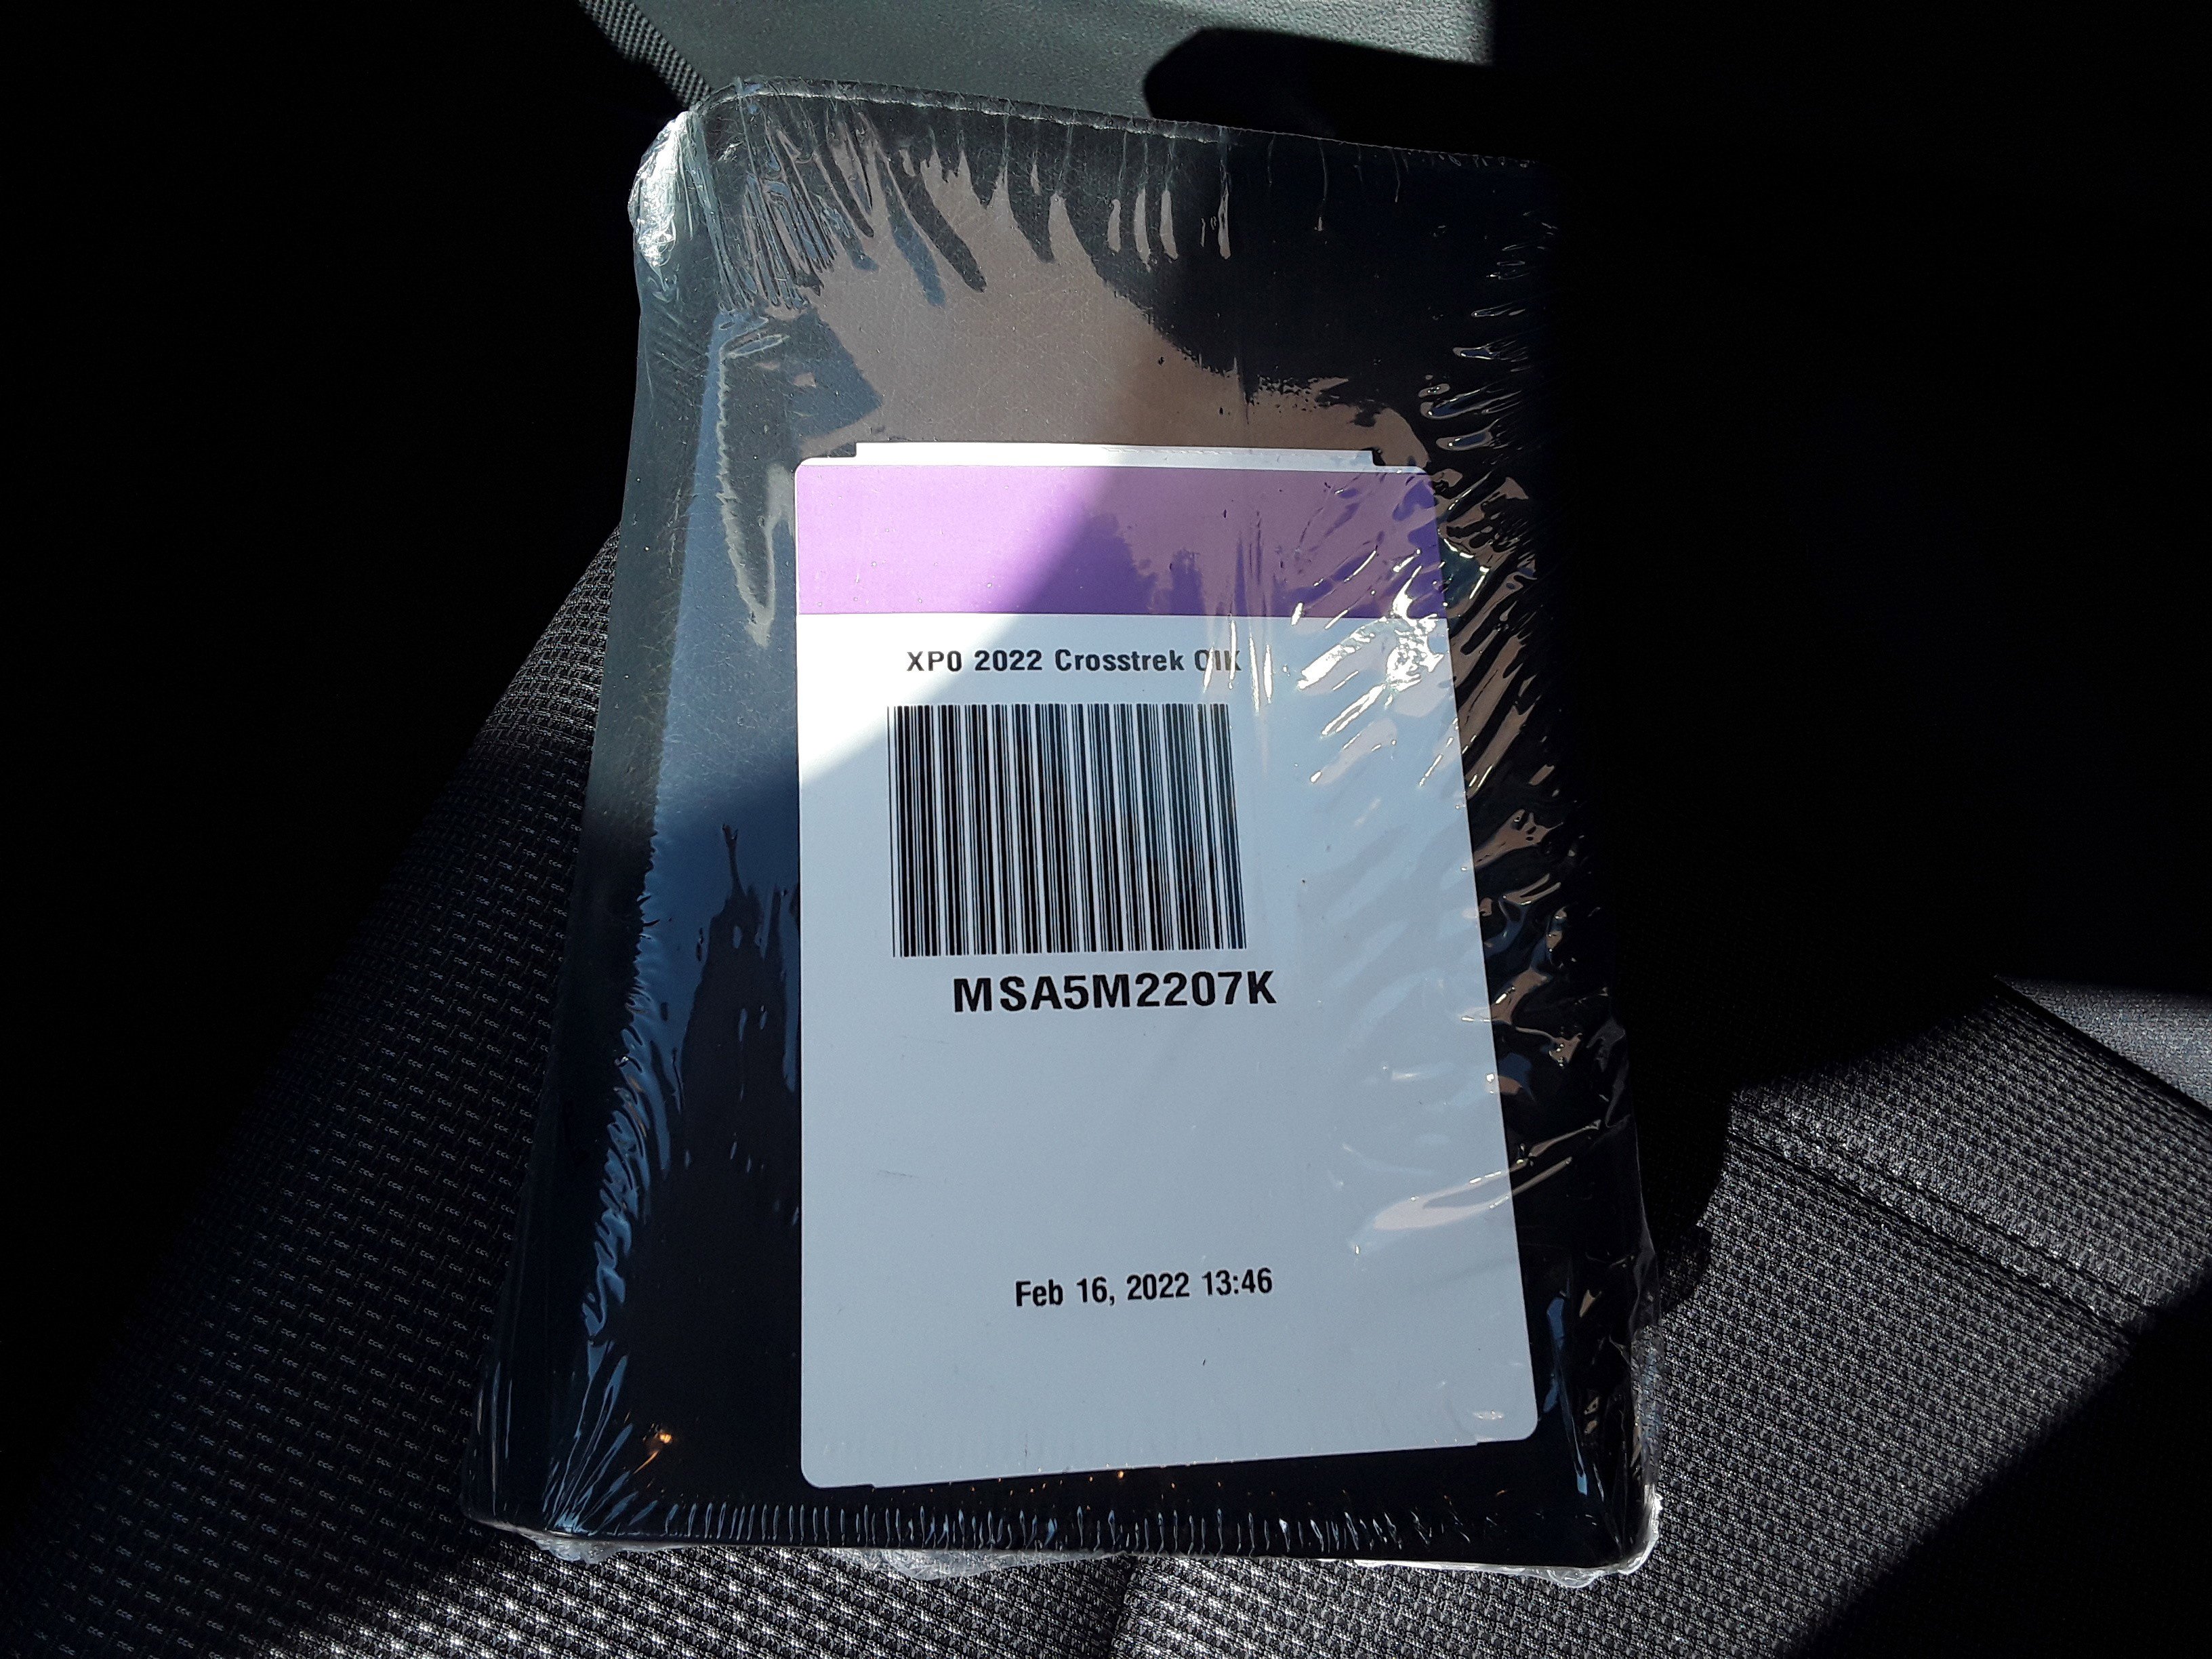 XP0 2022 Crosstrek OIK
MSA5M2207K
Feb 16, 2022 13:46